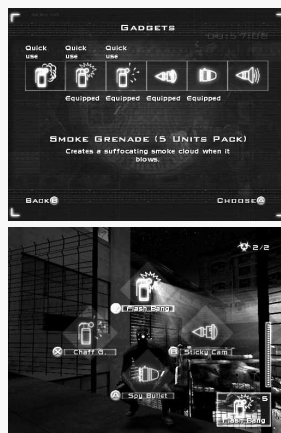 Gadgets
Quick use Quick use Quick use
Equipped Equipped Equipped Equipped
Smoke Grenade (5 Units Pack)
Creates a suffocating smoke cloud when it
blows.
Back B Choose A
2/2
Flash Bang
X Chaff G. B Sticky Cam
A Spy Bullet
5
Flash Bang